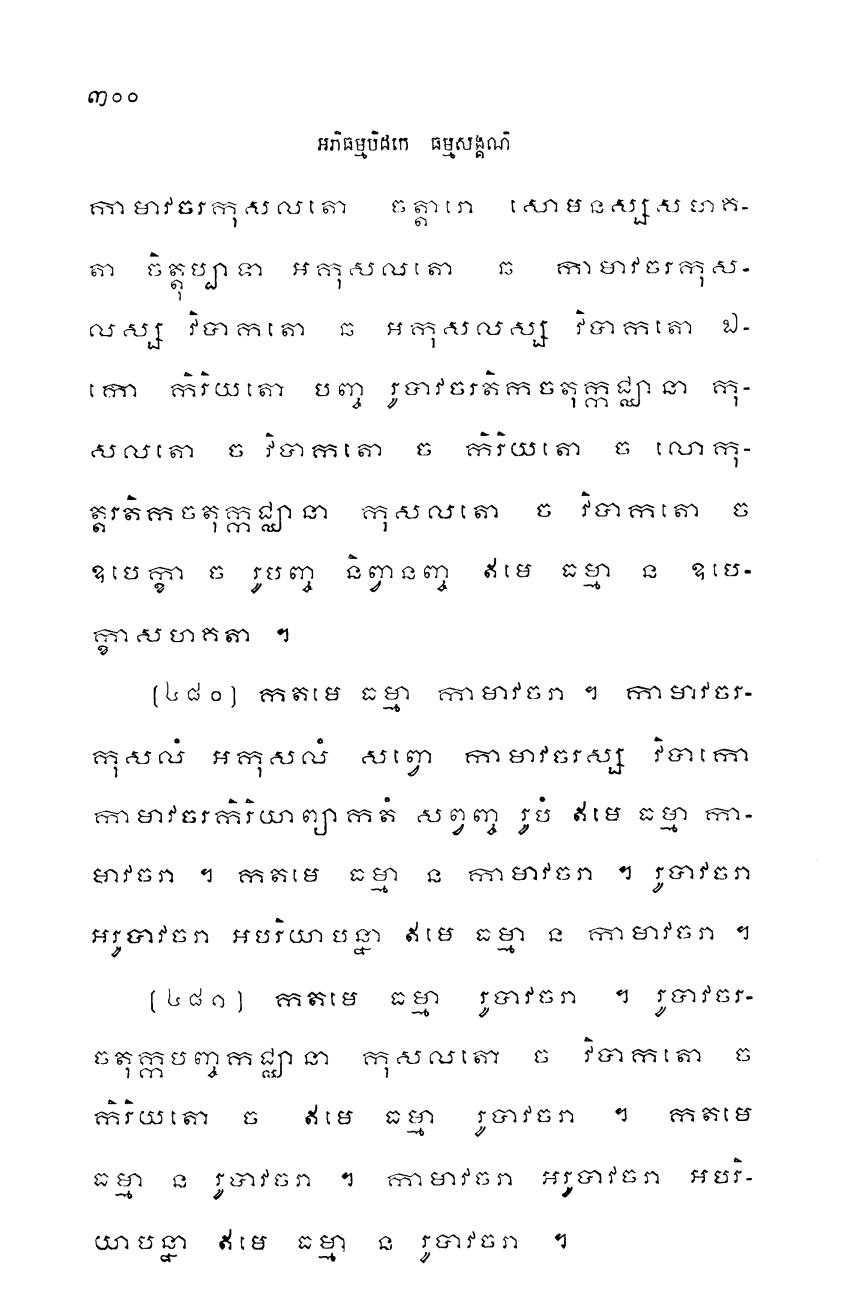 ៣០០
អភិធម្មបិដកេ ធម្មសង្គណិ
កាមាវចរកុសលតោ ចត្តារោ សោមនស្សសហគ-
តា ចិត្តុប្បាទា អកុសលតោ ច កាមាវចរកុស-
លស្ស វិបាកតោ ច អកុសលស្ស វិបាកតោ ឯ-
កោ កិរិយតោ បញ្ច រូបាវចរតិកចតុក្កជ្ឈានា កុ-
សលតោ ច វិបាកតោ ច កិរិយតោ ច លោកុ-
ត្តរតិកចតុក្កជ្ឈានា កុសលតោ ច វិបាកតោ ច
ឧបេក្ខា ច រូបញ្ច និព្វានញ្ច ឥមេ ធម្មា ន ឧបេ-
ក្ខាសហគតា ។
(៤៨០) កតមេ ធម្មា កាមាវចរា ។ កាមាវចរ-
កុសលំ អកុសលំ សព្វោ កាមាវចរស្ស វិបាកោ
កាមាវចរកិរិយាព្យាកតំ សព្វញ្ច រូបំ ឥមេ ធម្មា កា-
មាវចរា ។ កតមេ ធម្មា ន កាមាវចរា ។ រូបាវចរា
អរូបាវចរា អបរិយាបន្នា ឥមេ ធម្មា ន កាមាវចរា ។
(៤៨១) កតមេ ធម្មា រូបាវចរា ។ រូបាវចរ-
ចតុក្កបញ្ចកជ្ឈានា កុសលតោ ច វិបាកតោ ច
កិរិយតោ ច ឥមេ ធម្មា រូបាវចរា ។ កតមេ
ធម្មា ន រូបាវចរា ។ កាមាវចរា អរូបាវចរា អបរិ-
យាបន្នា ឥមេ ធម្មា ន រូបាវចរា ។